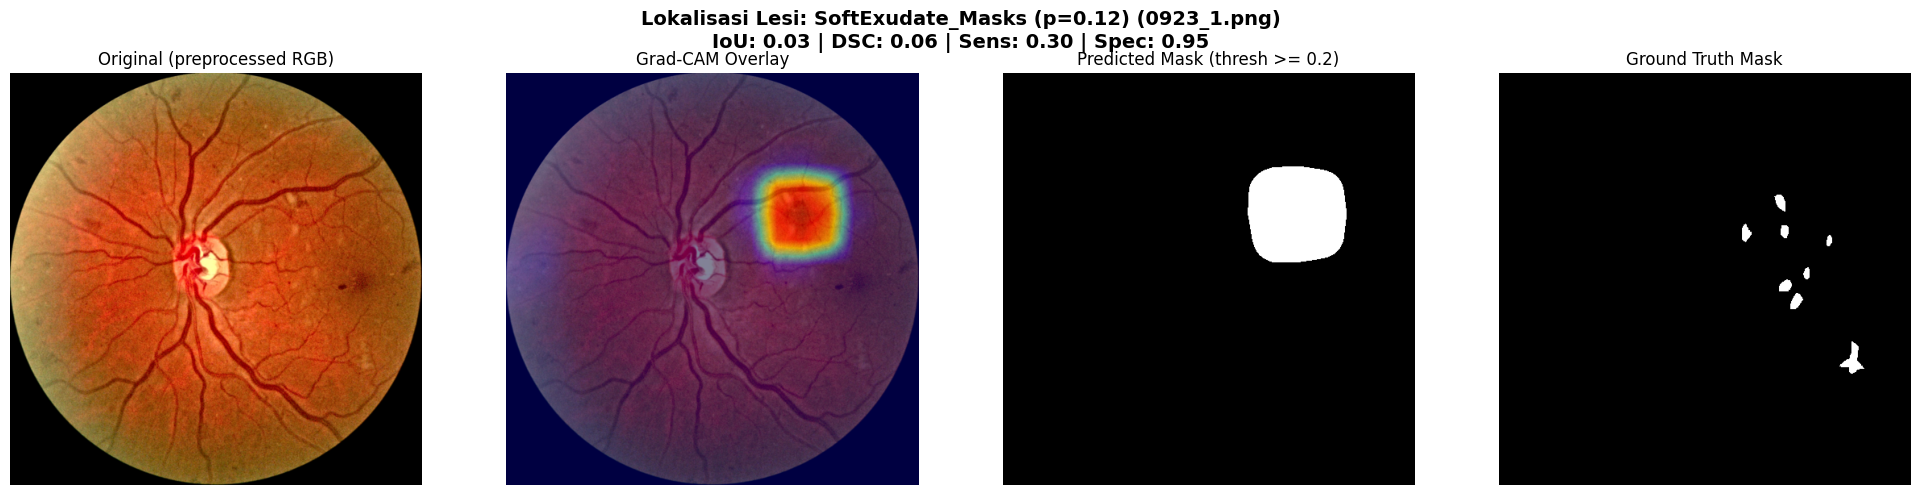 Lokalisasi Lesi: SoftExudate_Masks (p=0.12) (0923_1.png)
IoU: 0.03 | DSC: 0.06 | Sens: 0.30 | Spec: 0.95
Original (preprocessed RGB)
Grad-CAM Overlay
Predicted Mask (thresh >= 0.2)
Ground Truth Mask